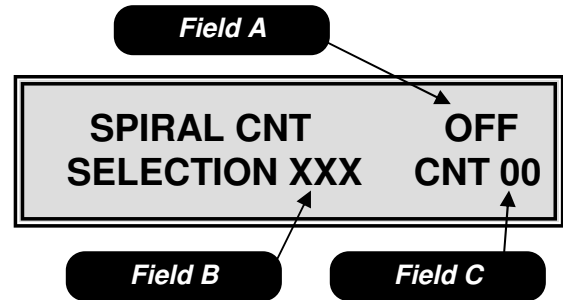 Field A
SPIRAL CNT OFF
SELECTION XXX CNT 00
Field B Field C